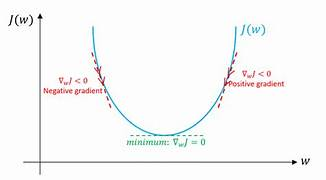 J(w)
J(w)
∇wJ < 0
Negative gradient
∇wJ < 0
Positive gradient
minimum: ∇wJ = 0
w